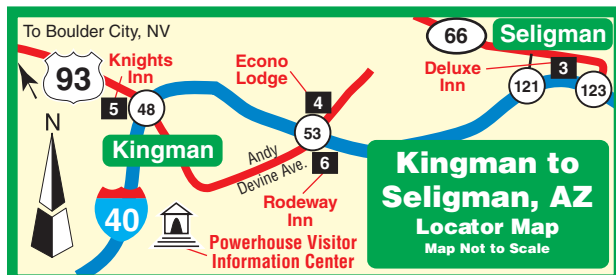 To Boulder City, NV
66
Seligman
93
Knights
Inn
5
48
Econo
Lodge
4
Deluxe
Inn
3
121
123
53
6
N
Kingman
Andy
Devine Ave.
Rodeway
Inn
40
Powerhouse Visitor
Information Center
Kingman to
Seligman, AZ
Locator Map
Map Not to Scale